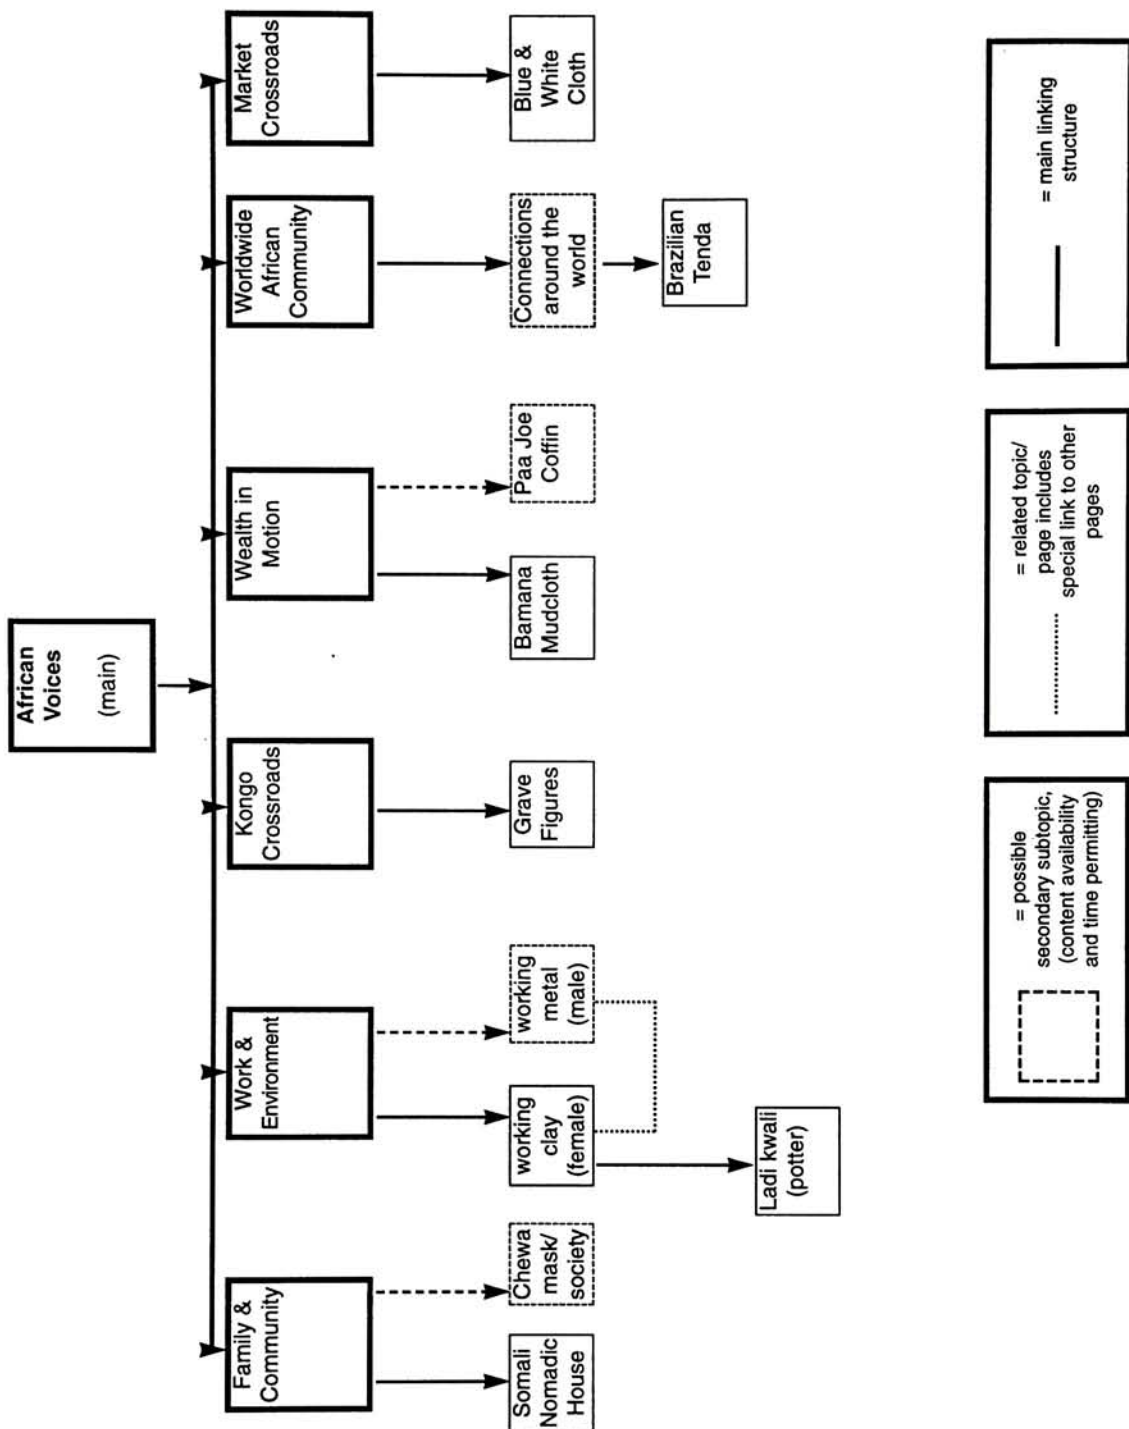 African
Voices
(main)
Family &
Community
Work &
Environment
Kongo
Crossroads
Wealth in
Motion
Worldwide
African
Community
Market
Crossroads
Somali
Nomadic
House
Chewa
mask/
society
working
clay
(female)
working
metal
(male)
Grave
Figures
Bamana
Mudcloth
Paa Joe
Coffin
Connections
around the
world
Blue &
White
Cloth
Ladi kwali
(potter)
Brazilian
Tenda
= possible
secondary subtopic,
(content availability
and time permitting)
= related topic/
page includes
special link to other
pages
= main linking
structure